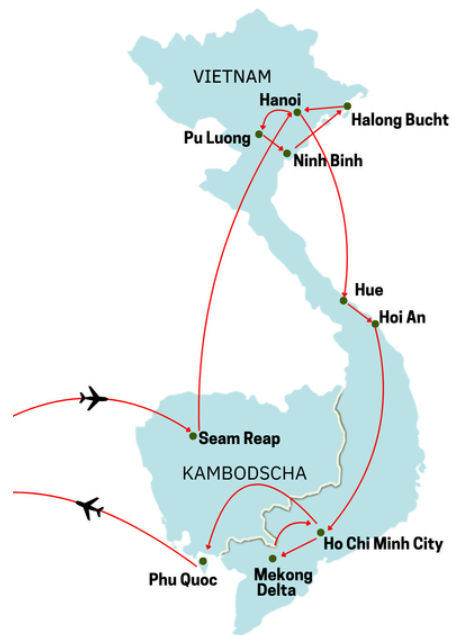 VIETNAM
Hanoi
Halong Bucht
Pu Luong
Ninh Binh
Hue
Hoi An
Seam Reap
KAMBODSCHA
Ho Chi Minh City
Phu Quoc
Mekong
Delta